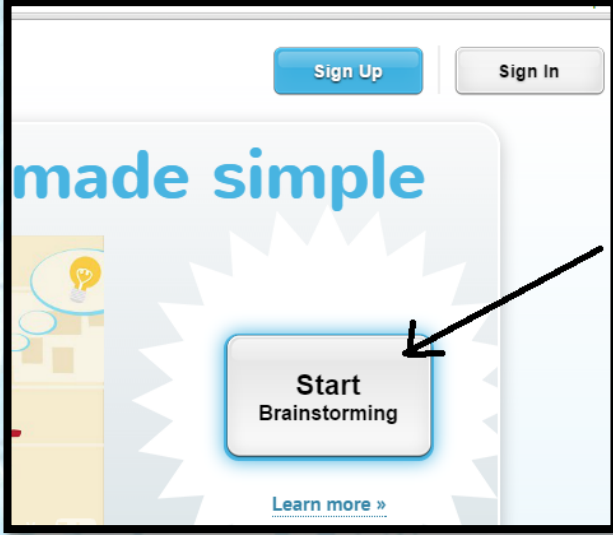 Sign Up
Sign In
made simple
Start
Brainstorming
Learn more »